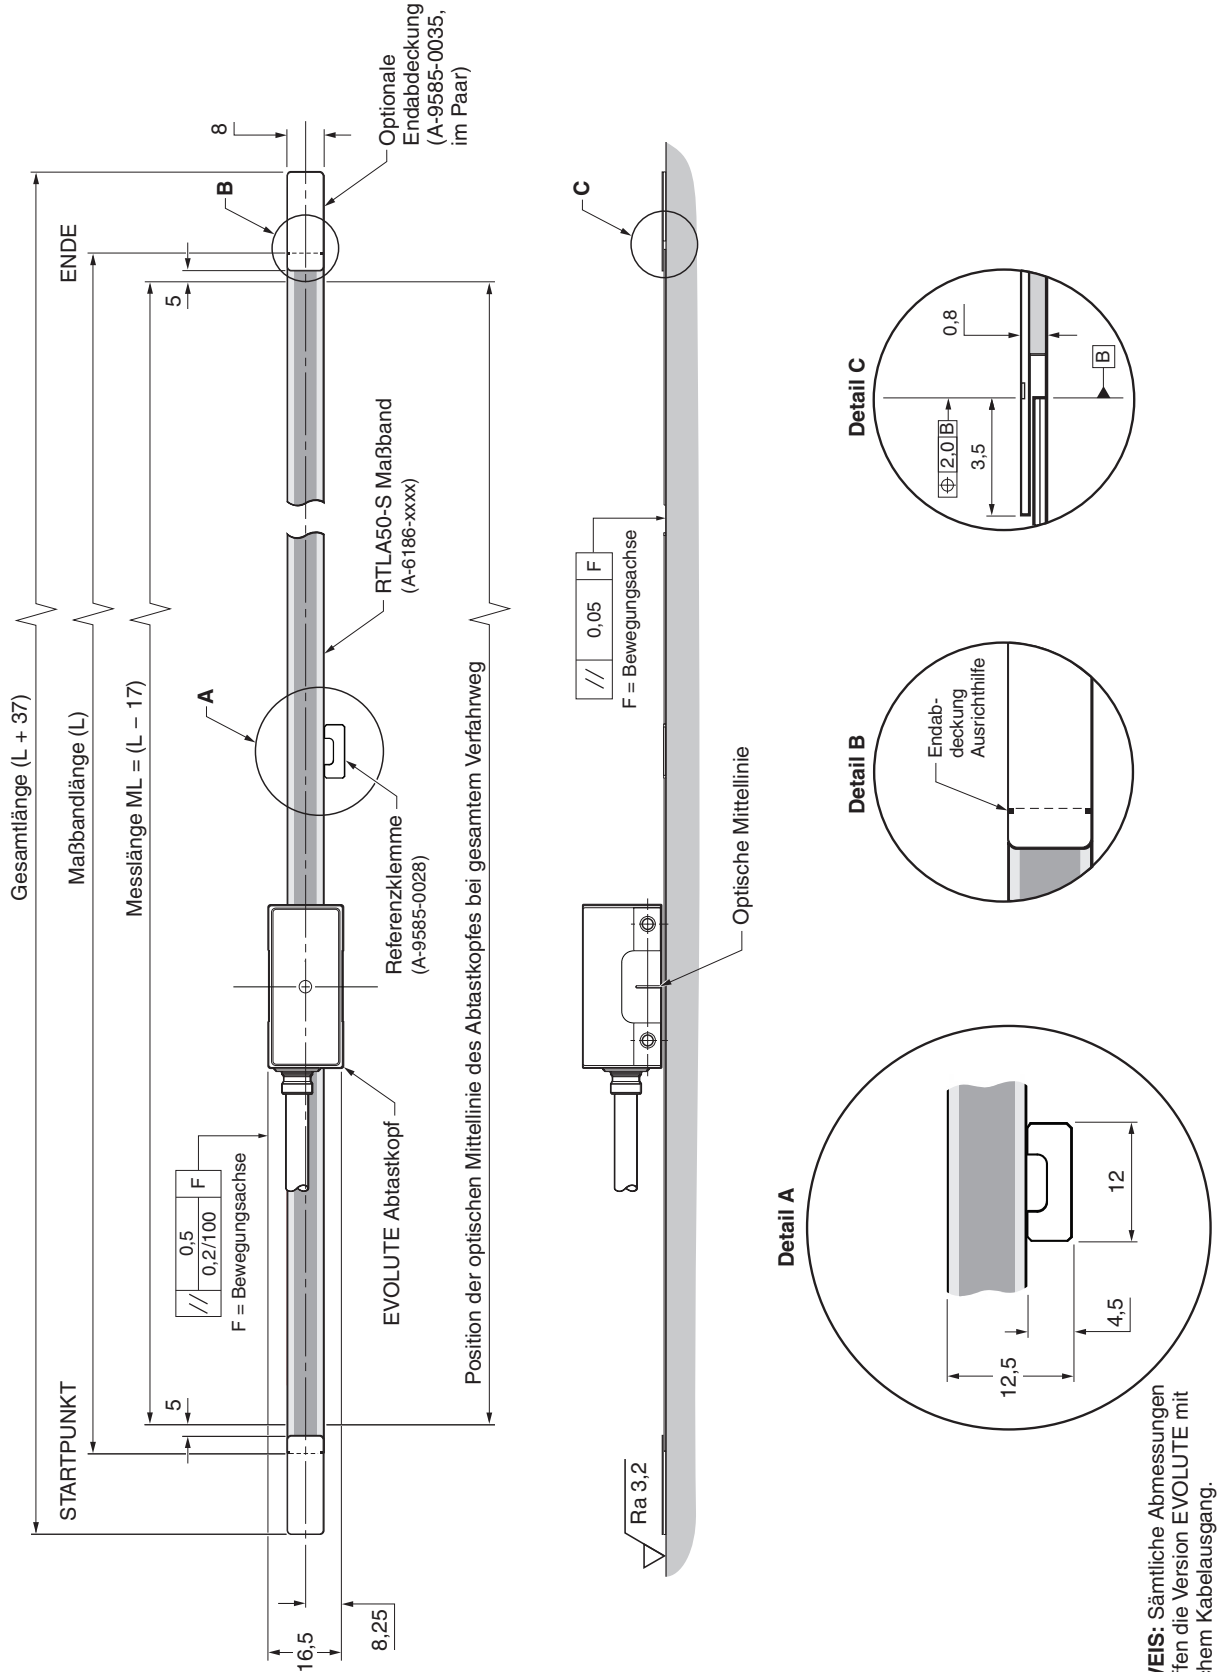 Gesamtlänge (L + 37)
Maßbandlänge (L)
Messlänge ML = (L – 17)
STARTPUNKT
ENDE
5
5
8
A
B
Optionale
Endabdeckung
(A-9585-0035,
im Paar)
// 0,5 F
0,2/100
F = Bewegungsachse
16,5
8,25
EVOLUTE Abtastkopf
Referenzklemme
(A-9585-0028)
RTLA50-S Maßband
(A-6186-xxxx)
Position der optischen Mittellinie des Abtastkopfes bei gesamtem Verfahrweg
// 0,05 F
F = Bewegungsachse
C
Ra 3,2
Optische Mittellinie
Detail A
12,5
4,5
12
Detail B
Endab-
deckung
Ausrichthilfe
Detail C
⌖ 2,0 B
3,5
0,8
B
Sämtliche Abmessungen
die Version EVOLUTE mit
Kabelausgang.